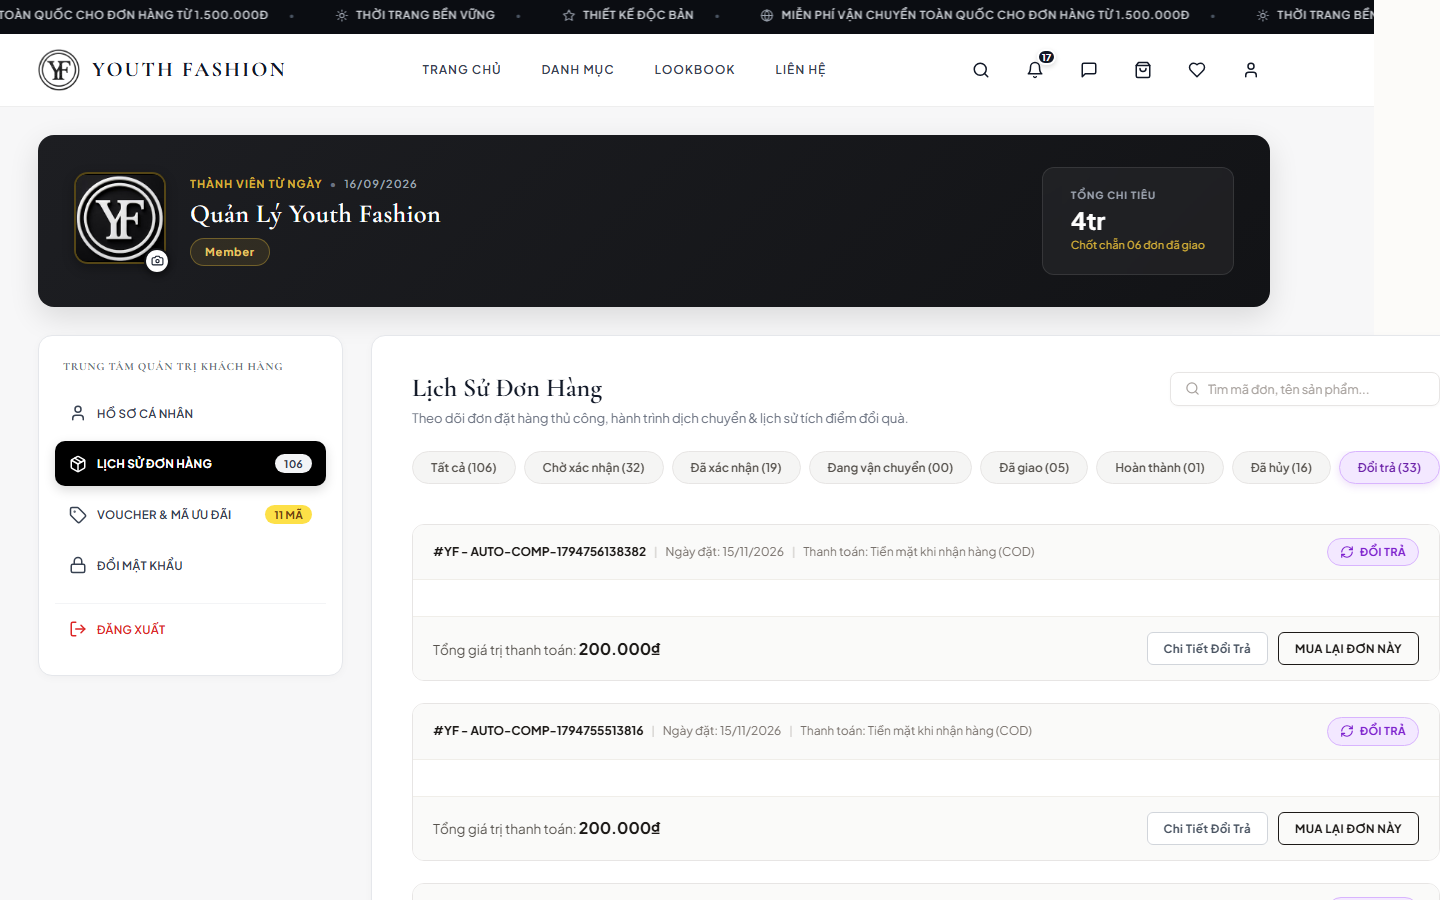 TOÀN QUỐC CHO ĐƠN HÀNG TỪ 1.500.000Đ • THỜI TRANG BỀN VỮNG • THIẾT KẾ ĐỘC BẢN • MIỄN PHÍ VẬN CHUYỂN TOÀN QUỐC CHO ĐƠN HÀNG TỪ 1.500.000Đ • THỜI TRANG BỀN
YF YOUTH FASHION TRANG CHỦ DANH MỤC LOOKBOOK LIÊN HỆ 17
THÀNH VIÊN TỪ NGÀY • 16/09/2026
YF
Quản Lý Youth Fashion
Member
TỔNG CHI TIÊU
4tr
Chốt chẵn 06 đơn đã giao
TRUNG TÂM QUẢN TRỊ KHÁCH HÀNG
HỒ SƠ CÁ NHÂN
LỊCH SỬ ĐƠN HÀNG 106
VOUCHER & MÃ ƯU ĐÃI 11 MÃ
ĐỔI MẬT KHẨU
ĐĂNG XUẤT
Lịch Sử Đơn Hàng
Theo dõi đơn đặt hàng thủ công, hành trình dịch chuyển & lịch sử tích điểm đổi quà.
Tìm mã đơn, tên sản phẩm...
Tất cả (106) Chờ xác nhận (32) Đã xác nhận (19) Đang vận chuyển (00) Đã giao (05) Hoàn thành (01) Đã hủy (16) Đổi trả (33)
#YF - AUTO-COMP-1794756138382 | Ngày đặt: 15/11/2026 | Thanh toán: Tiền mặt khi nhận hàng (COD) ĐỔI TRẢ
Tổng giá trị thanh toán: 200.000₫ Chi Tiết Đổi Trả MUA LẠI ĐƠN NÀY
#YF - AUTO-COMP-1794755513816 | Ngày đặt: 15/11/2026 | Thanh toán: Tiền mặt khi nhận hàng (COD) ĐỔI TRẢ
Tổng giá trị thanh toán: 200.000₫ Chi Tiết Đổi Trả MUA LẠI ĐƠN NÀY